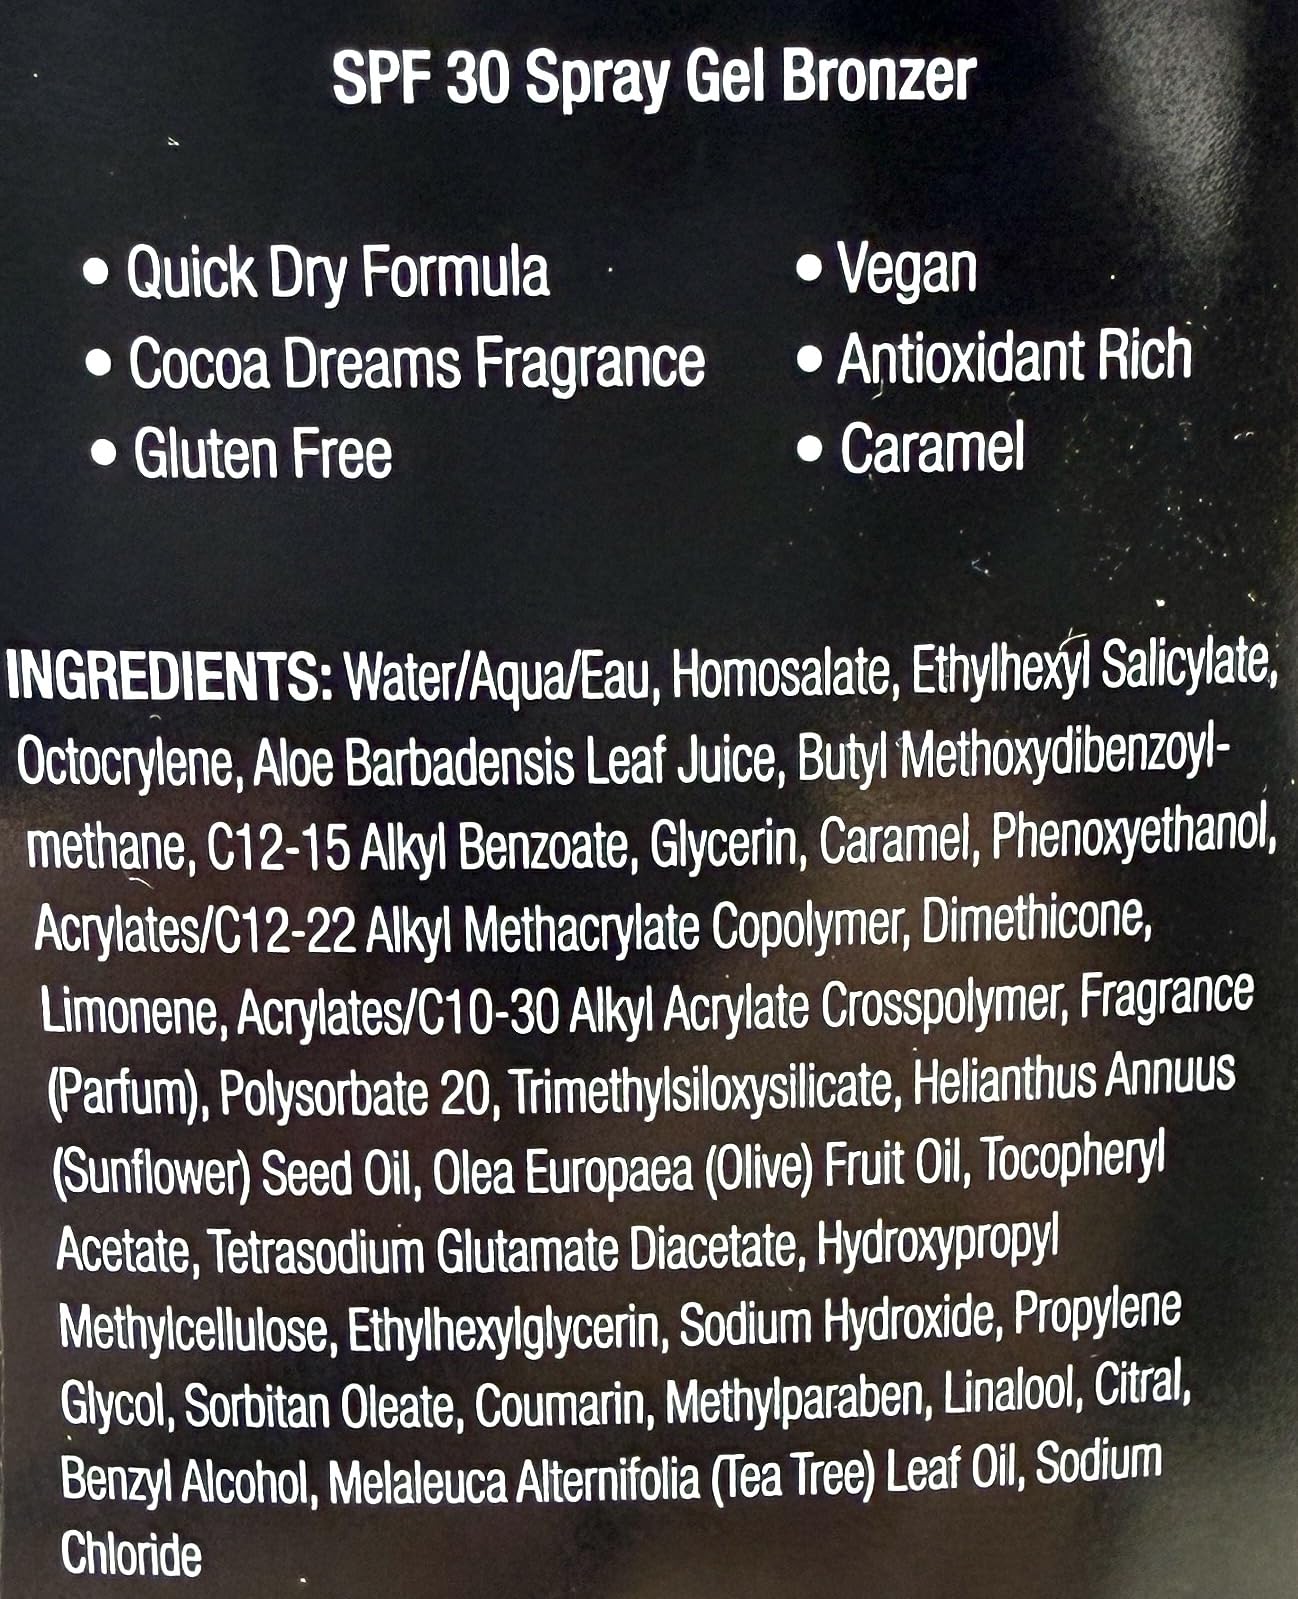 SPF 30 Spray Gel Bronzer
• Quick Dry Formula
• Cocoa Dreams Fragrance
• Gluten Free
• Vegan
• Antioxidant Rich
• Caramel
INGREDIENTS: Water/Aqua/Eau, Homosalate, Ethylhexyl Salicylate,
Octocrylene, Aloe Barbadensis Leaf Juice, Butyl Methoxydibenzoyl-
methane, C12-15 Alkyl Benzoate, Glycerin, Caramel, Phenoxyethanol,
Acrylates/C12-22 Alkyl Methacrylate Copolymer, Dimethicone,
Limonene, Acrylates/C10-30 Alkyl Acrylate Crosspolymer, Fragrance
(Parfum), Polysorbate 20, Trimethylsiloxysilicate, Helianthus Annuus
(Sunflower) Seed Oil, Olea Europaea (Olive) Fruit Oil, Tocopheryl
Acetate, Tetrasodium Glutamate Diacetate, Hydroxypropyl
Methylcellulose, Ethylhexylglycerin, Sodium Hydroxide, Propylene
Glycol, Sorbitan Oleate, Coumarin, Methylparaben, Linalool, Citral,
Benzyl Alcohol, Melaleuca Alternifolia (Tea Tree) Leaf Oil, Sodium
Chloride